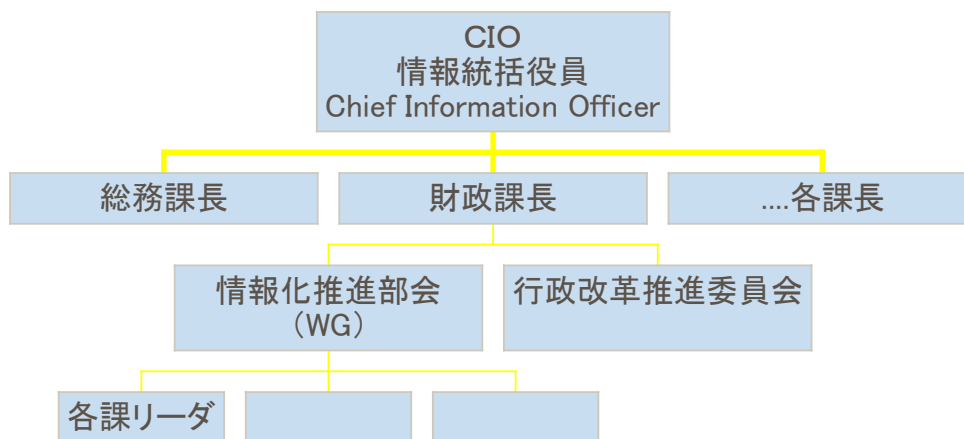 CIO
情報統括役員
Chief Information Officer
総務課長
財政課長
....各課長
情報化推進部会
（WG）
行政改革推進委員会
各課リーダ